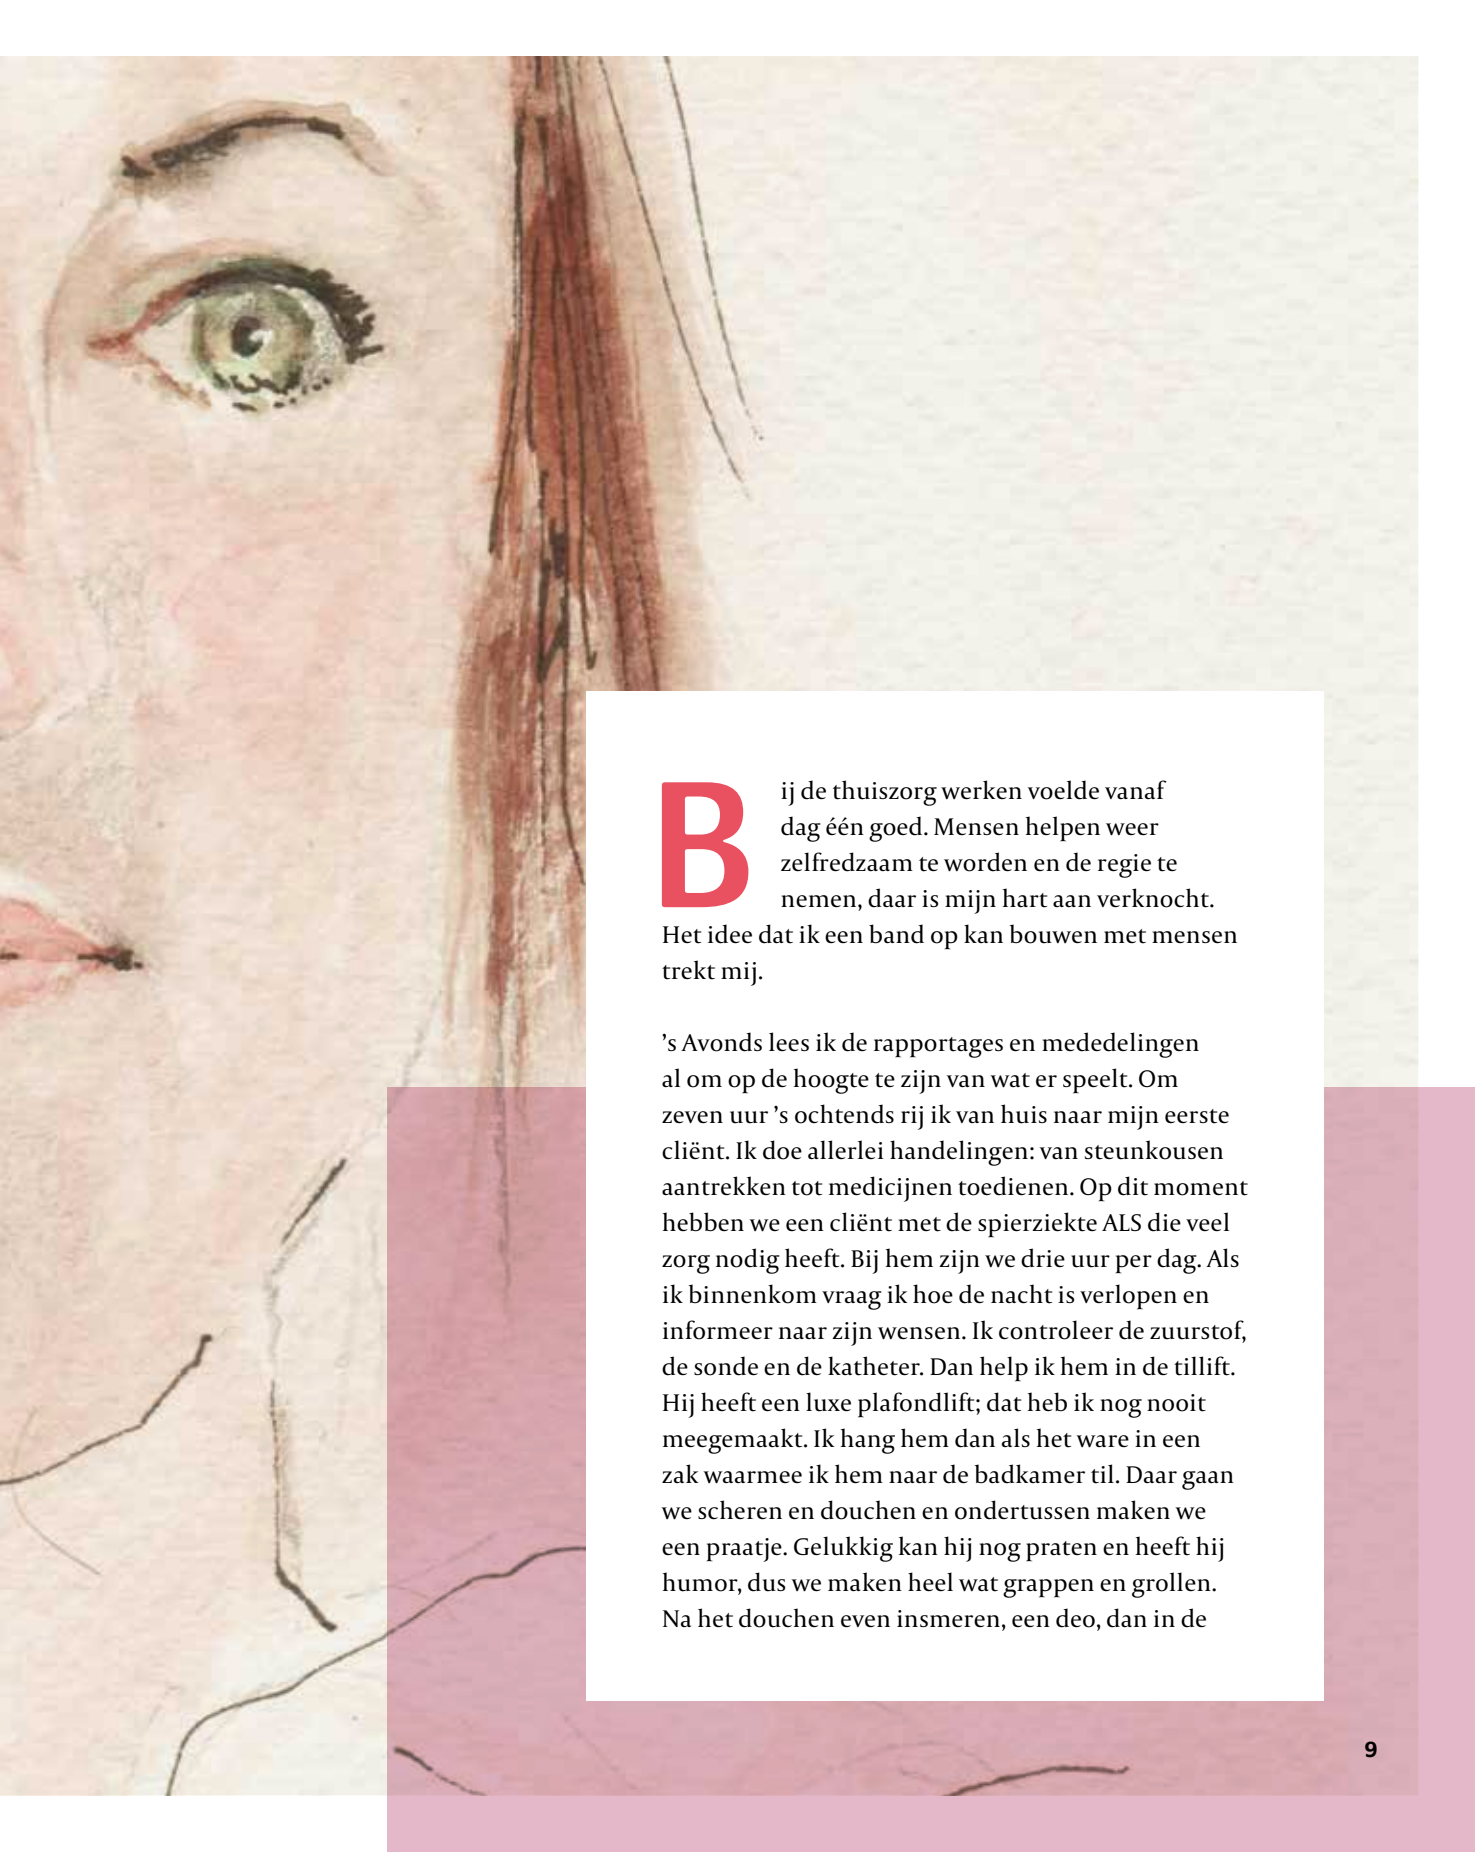 Bij de thuiszorg werken voelde vanaf
dag één goed. Mensen helpen weer
zelfredzaam te worden en de regie te
nemen, daar is mijn hart aan verknocht.
Het idee dat ik een band op kan bouwen met mensen
trekt mij.
’s Avonds lees ik de rapportages en mededelingen
al om op de hoogte te zijn van wat er speelt. Om
zeven uur ’s ochtends rij ik van huis naar mijn eerste
cliënt. Ik doe allerlei handelingen: van steunkousen
aantrekken tot medicijnen toedienen. Op dit moment
hebben we een cliënt met de spierziekte ALS die veel
zorg nodig heeft. Bij hem zijn we drie uur per dag. Als
ik binnenkom vraag ik hoe de nacht is verlopen en
informeer naar zijn wensen. Ik controleer de zuurstof,
de sonde en de katheter. Dan help ik hem in de tillift.
Hij heeft een luxe plafondlift; dat heb ik nog nooit
meegemaakt. Ik hang hem dan als het ware in een
zak waarmee ik hem naar de badkamer til. Daar gaan
we scheren en douchen en ondertussen maken we
een praatje. Gelukkig kan hij nog praten en heeft hij
humor, dus we maken heel wat grappen en grollen.
Na het douchen even insmeren, een deo, dan in de
9